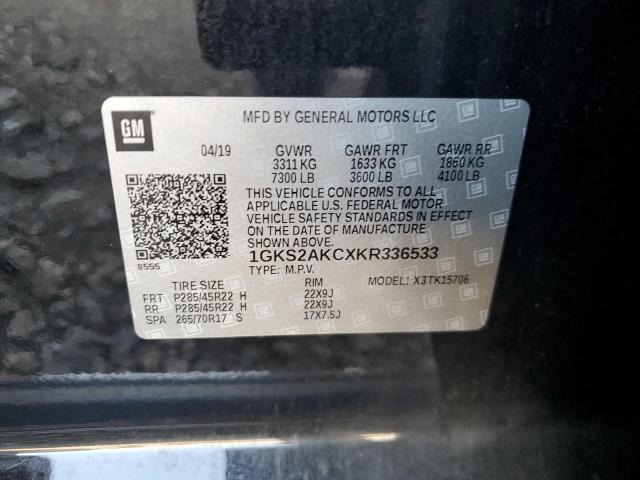 GM
MFD BY GENERAL MOTORS LLC
04/19 GVWR GAWR FRT GAWR RR
3311 KG 1633 KG 1860 KG
7300 LB 3600 LB 4100 LB
THIS VEHICLE CONFORMS TO ALL
APPLICABLE U.S. FEDERAL MOTOR
VEHICLE SAFETY STANDARDS IN EFFECT
ON THE DATE OF MANUFACTURE
SHOWN ABOVE.
8555
1GKS2AKCXKR336533
TYPE: M.P.V. MODEL: X3TK15706
TIRE SIZE RIM
FRT P285/45R22 H 22X9J
RR P285/45R22 H 22X9J
SPA 265/70R17 S 17X7.5J